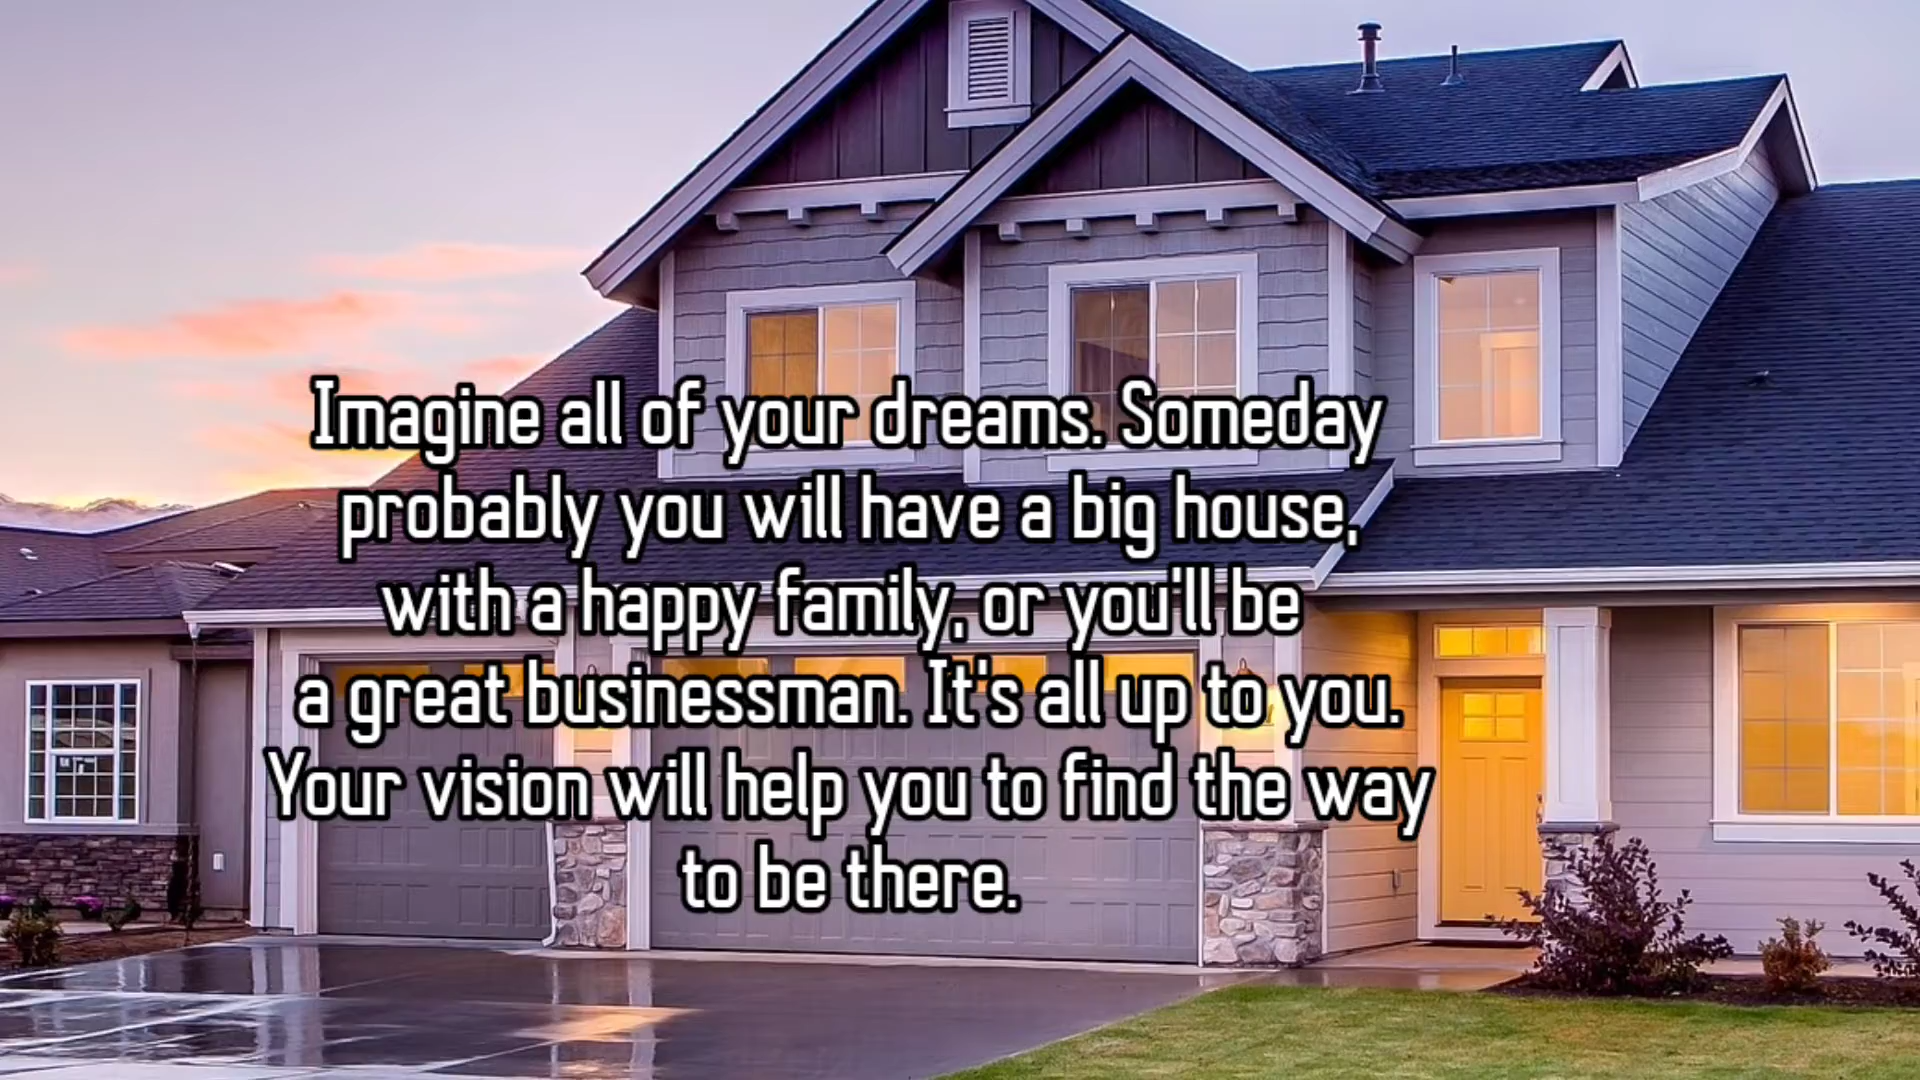 Imagine all of your dreams. Someday
probably you will have a big house,
with a happy family, or you'll be
a great businessman. It's all up to you.
Your vision will help you to find the way
to be there.